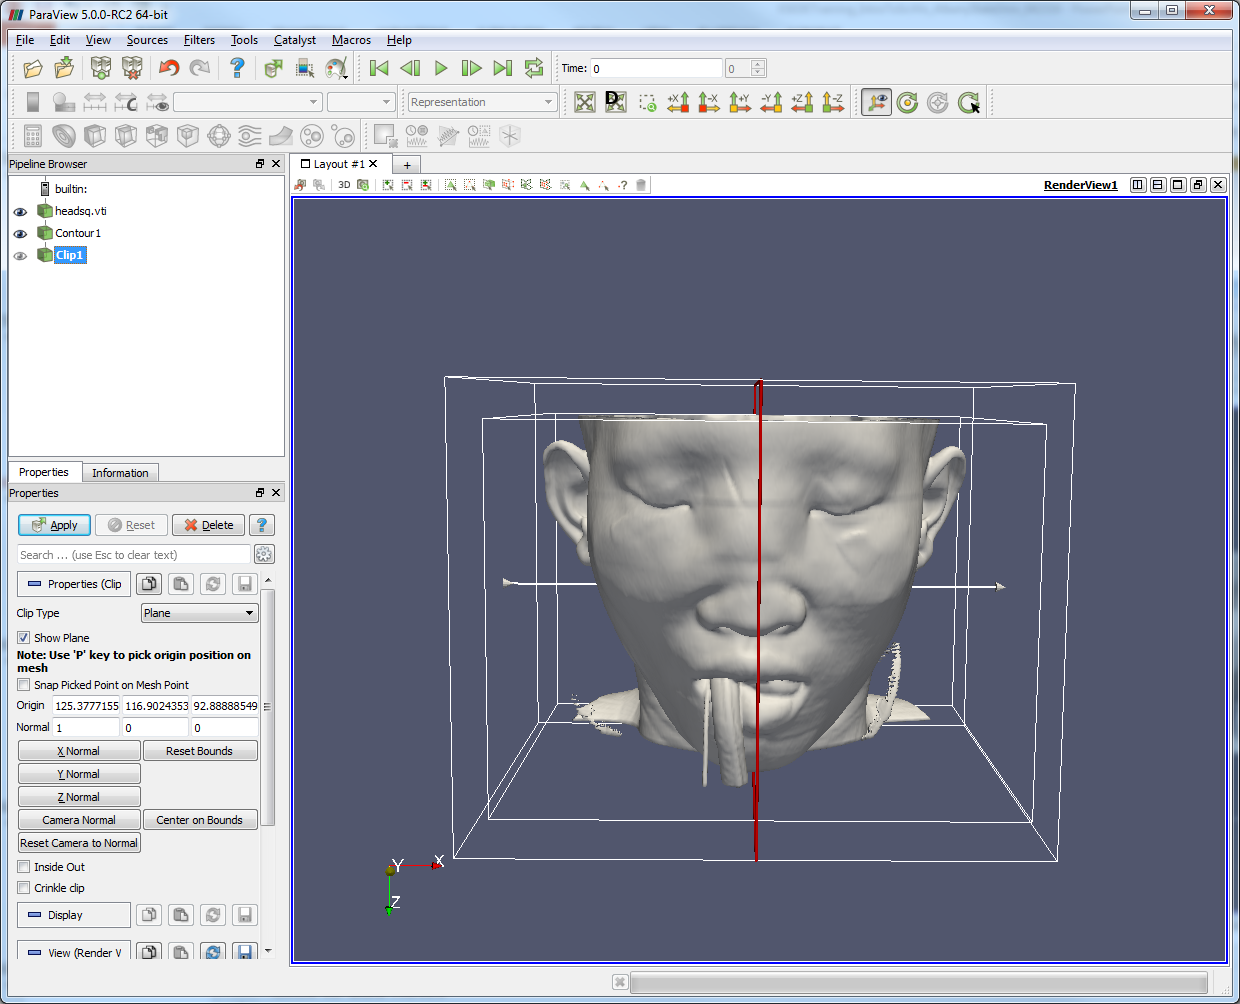 ParaView 5.0.0-RC2 64-bit
File Edit View Sources Filters Tools Catalyst Macros Help
Time: 0 0
Representation D +X -X +Y -Y +Z -Z
Pipeline Browser
Layout #1
3D RenderView1
builtin:
headsq.vti
Contour1
Clip1
Properties Information
Properties
Apply Reset Delete ?
Search ... (use Esc to clear text)
Properties (Clip
Clip Type Plane
Show Plane
Note: Use 'P' key to pick origin position on
mesh
Snap Picked Point on Mesh Point
Origin 125.3777155 116.9024353 92.88888549
Normal 1 0 0
X Normal Reset Bounds
Y Normal
Z Normal
Camera Normal Center on Bounds
Reset Camera to Normal
Inside Out
Crinkle clip
Display
View (Render V
Y X
Z